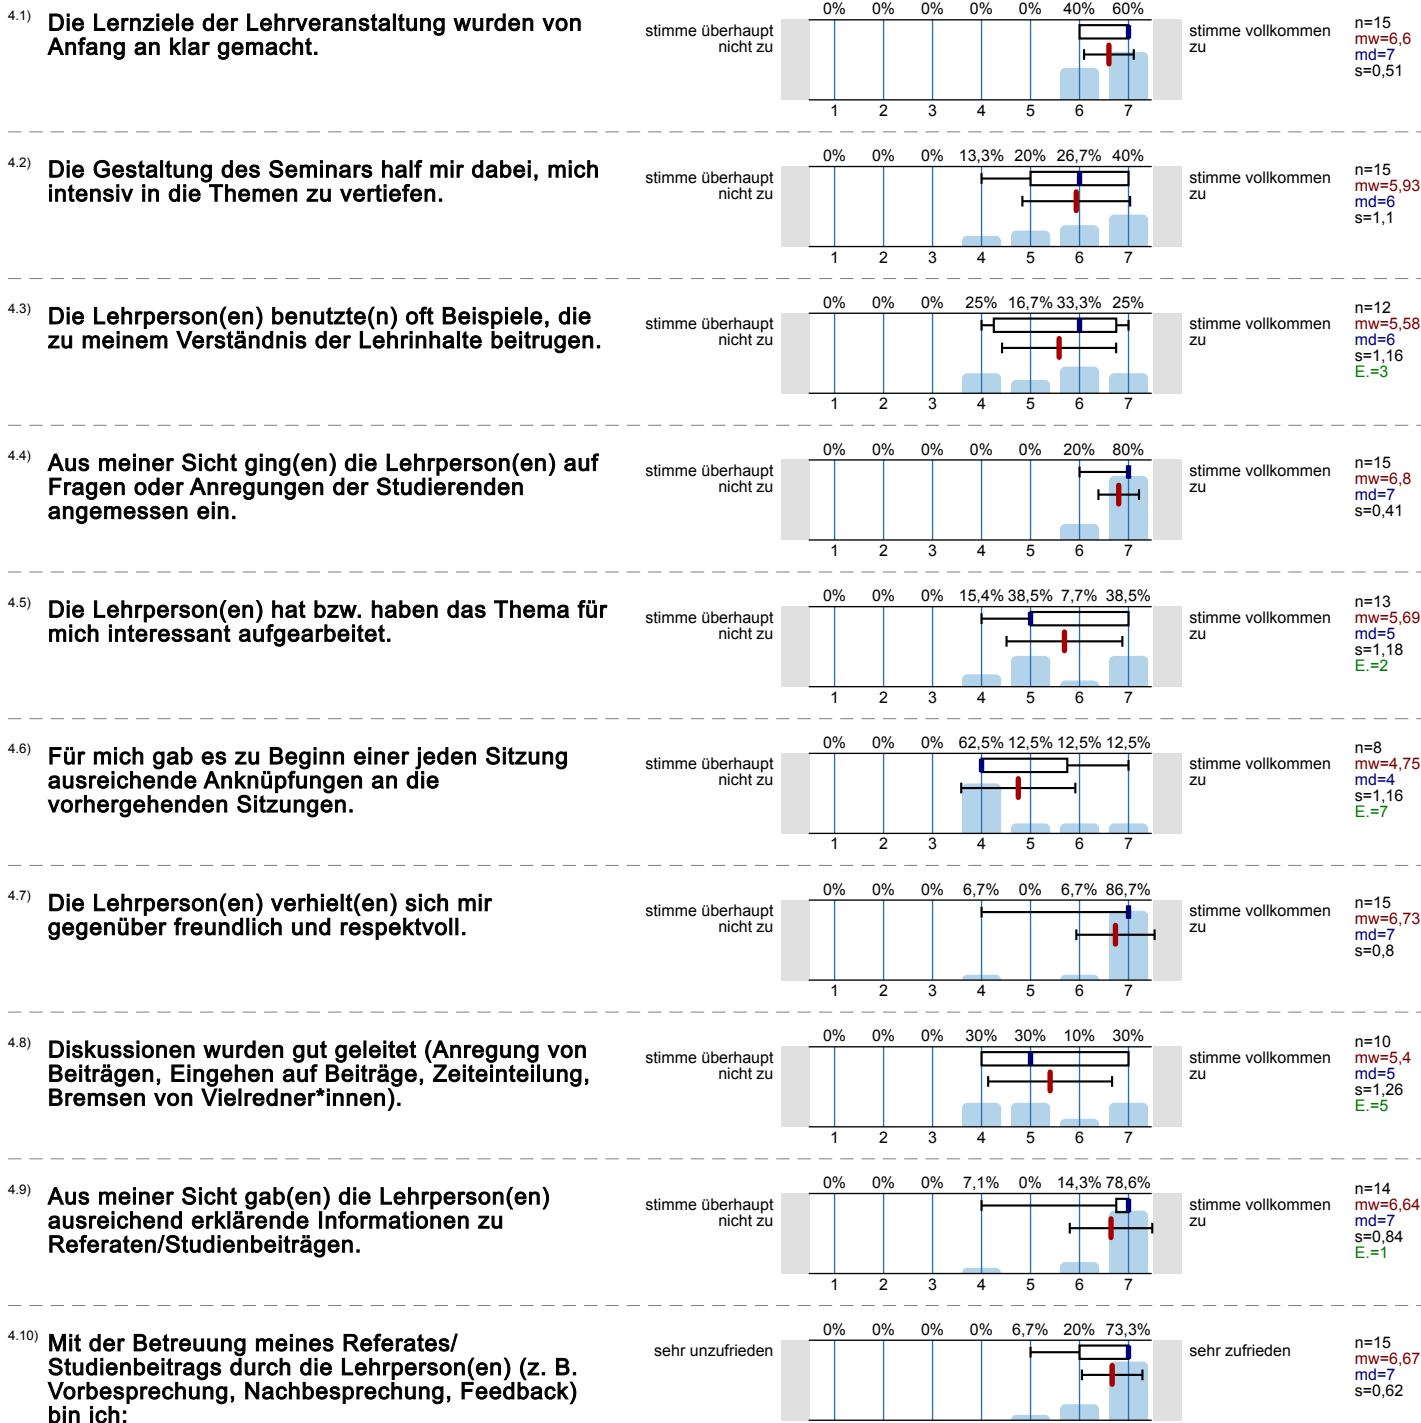 4.1) Die Lernziele der Lehrveranstaltung wurden von
Anfang an klar gemacht.
stimme überhaupt
nicht zu
0% 0% 0% 0% 0% 40% 60%
1 2 3 4 5 6 7
stimme vollkommen
zu
n=15
mw=6,6
md=7
s=0,51
4.2) Die Gestaltung des Seminars half mir dabei, mich
intensiv in die Themen zu vertiefen.
stimme überhaupt
nicht zu
0% 0% 0% 13,3% 20% 26,7% 40%
1 2 3 4 5 6 7
stimme vollkommen
zu
n=15
mw=5,93
md=6
s=1,1
4.3) Die Lehrperson(en) benutzte(n) oft Beispiele, die
zu meinem Verständnis der Lehrinhalte beitrugen.
stimme überhaupt
nicht zu
0% 0% 0% 25% 16,7% 33,3% 25%
1 2 3 4 5 6 7
stimme vollkommen
zu
n=12
mw=5,58
md=6
s=1,16
E.=3
4.4) Aus meiner Sicht ging(en) die Lehrperson(en) auf
Fragen oder Anregungen der Studierenden
angemessen ein.
stimme überhaupt
nicht zu
0% 0% 0% 0% 0% 20% 80%
1 2 3 4 5 6 7
stimme vollkommen
zu
n=15
mw=6,8
md=7
s=0,41
4.5) Die Lehrperson(en) hat bzw. haben das Thema für
mich interessant aufgearbeitet.
stimme überhaupt
nicht zu
0% 0% 0% 15,4% 38,5% 7,7% 38,5%
1 2 3 4 5 6 7
stimme vollkommen
zu
n=13
mw=5,69
md=5
s=1,18
E.=2
4.6) Für mich gab es zu Beginn einer jeden Sitzung
ausreichende Anknüpfungen an die
vorhergehenden Sitzungen.
stimme überhaupt
nicht zu
0% 0% 0% 62,5% 12,5% 12,5% 12,5%
1 2 3 4 5 6 7
stimme vollkommen
zu
n=8
mw=4,75
md=4
s=1,16
E.=7
4.7) Die Lehrperson(en) verhielt(en) sich mir
gegenüber freundlich und respektvoll.
stimme überhaupt
nicht zu
0% 0% 0% 6,7% 0% 6,7% 86,7%
1 2 3 4 5 6 7
stimme vollkommen
zu
n=15
mw=6,73
md=7
s=0,8
4.8) Diskussionen wurden gut geleitet (Anregung von
Beiträgen, Eingehen auf Beiträge, Zeiteinteilung,
Bremsen von Vielredner*innen).
stimme überhaupt
nicht zu
0% 0% 0% 30% 30% 10% 30%
1 2 3 4 5 6 7
stimme vollkommen
zu
n=10
mw=5,4
md=5
s=1,26
E.=5
4.9) Aus meiner Sicht gab(en) die Lehrperson(en)
ausreichend erklärende Informationen zu
Referaten/Studienbeiträgen.
stimme überhaupt
nicht zu
0% 0% 0% 7,1% 0% 14,3% 78,6%
1 2 3 4 5 6 7
stimme vollkommen
zu
n=14
mw=6,64
md=7
s=0,84
E.=1
4.10) Mit der Betreuung meines Referates/
Studienbeitrags durch die Lehrperson(en) (z. B.
Vorbesprechung, Nachbesprechung, Feedback)
bin ich:
sehr unzufrieden
0% 0% 0% 0% 6,7% 20% 73,3%
sehr zufrieden
n=15
mw=6,67
md=7
s=0,62